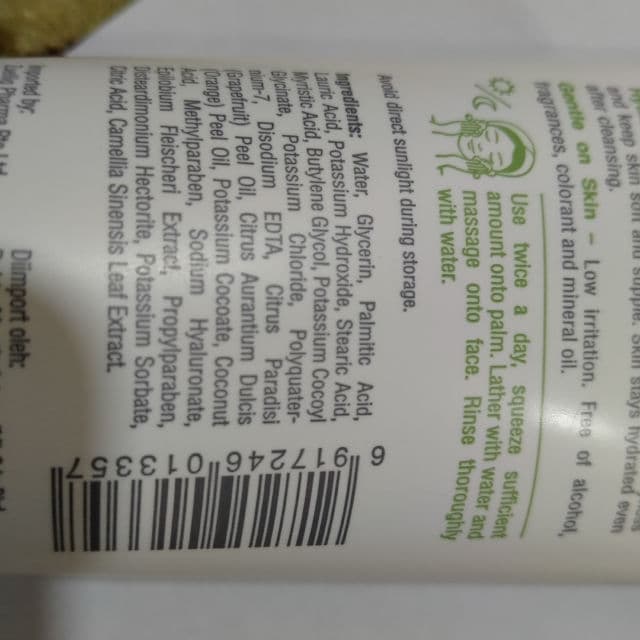 and keep skin soft and supple. Skin stays hydrated even
after cleansing.
Gentle on Skin – Low irritation. Free of alcohol,
fragrances, colorant and mineral oil.
Use twice a day, squeeze sufficient
amount onto palm. Lather with water and
massage onto face. Rinse thoroughly
with water.
Avoid direct sunlight during storage.
Ingredients: Water, Glycerin, Palmitic Acid,
Lauric Acid, Potassium Hydroxide, Stearic Acid,
Myristic Acid, Butylene Glycol, Potassium Cocoyl
Glycinate, Potassium Chloride, Polyquater-
nium-7, Disodium EDTA, Citrus Paradisi
(Grapefruit) Peel Oil, Citrus Aurantium Dulcis
(Orange) Peel Oil, Potassium Cocoate, Coconut
Acid, Methylparaben, Sodium Hyaluronate,
Epilobium Fleischeri Extract, Propylparaben,
Disteardimonium Hectorite, Potassium Sorbate,
Citric Acid, Camellia Sinensis Leaf Extract.
6 917246 013357
Imported by:
Diimport oleh: